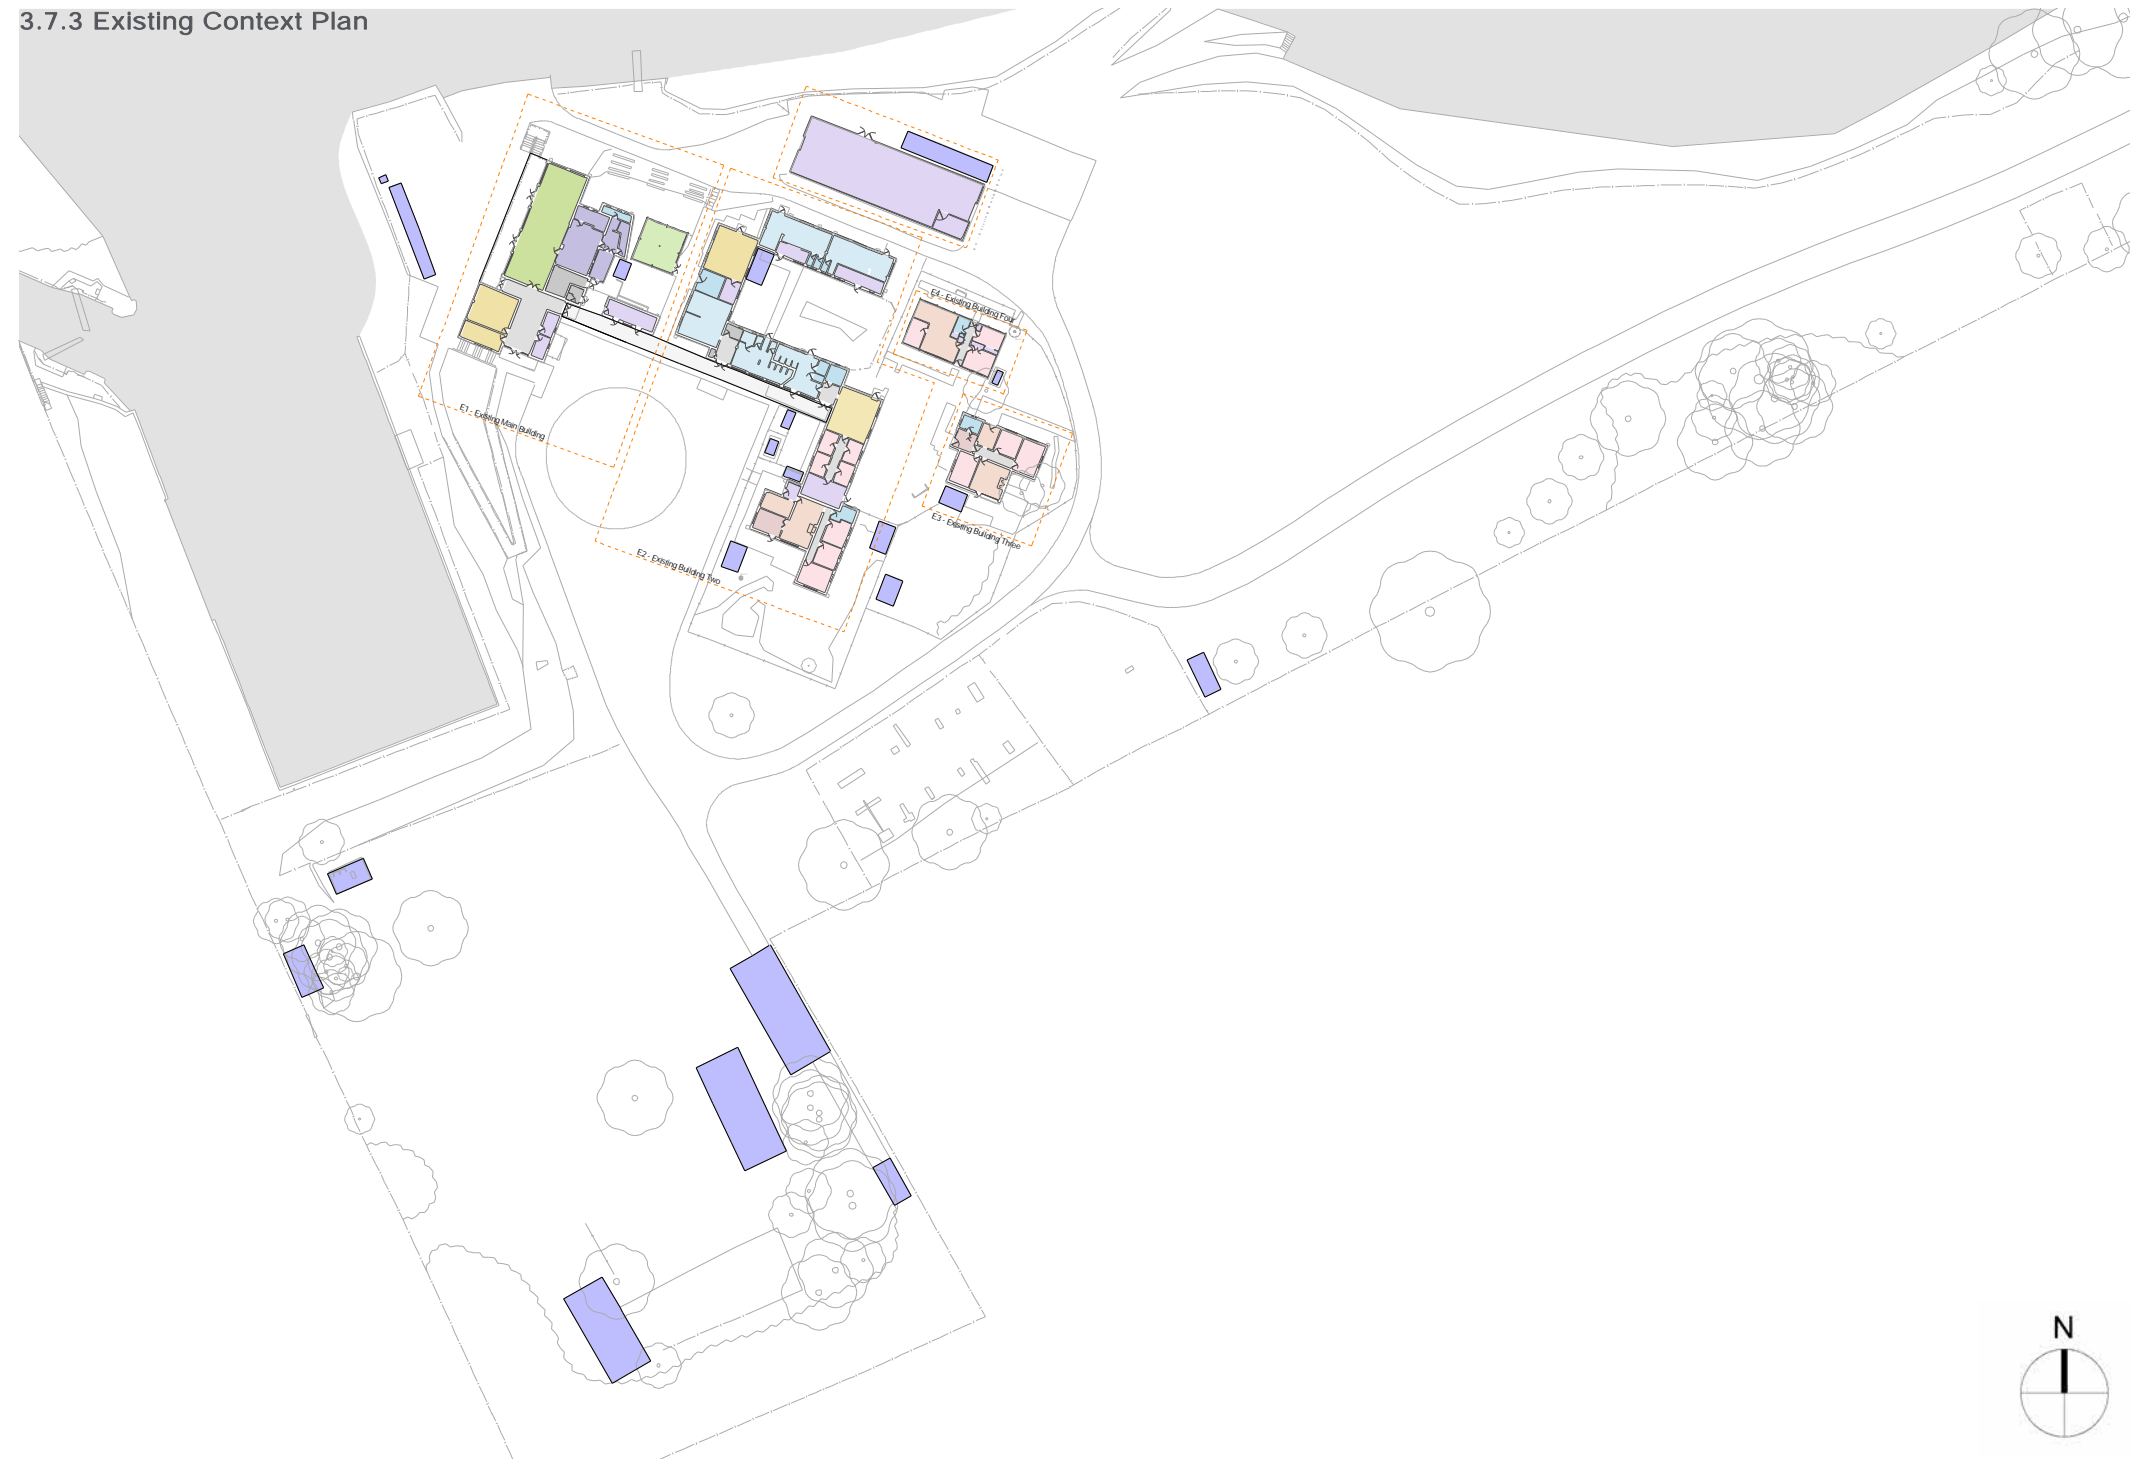 3.7.3 Existing Context Plan
E4 - Existing Building Four
E1 - Existing Main Building
E3 - Existing Building Three
E2 - Existing Building Two
N